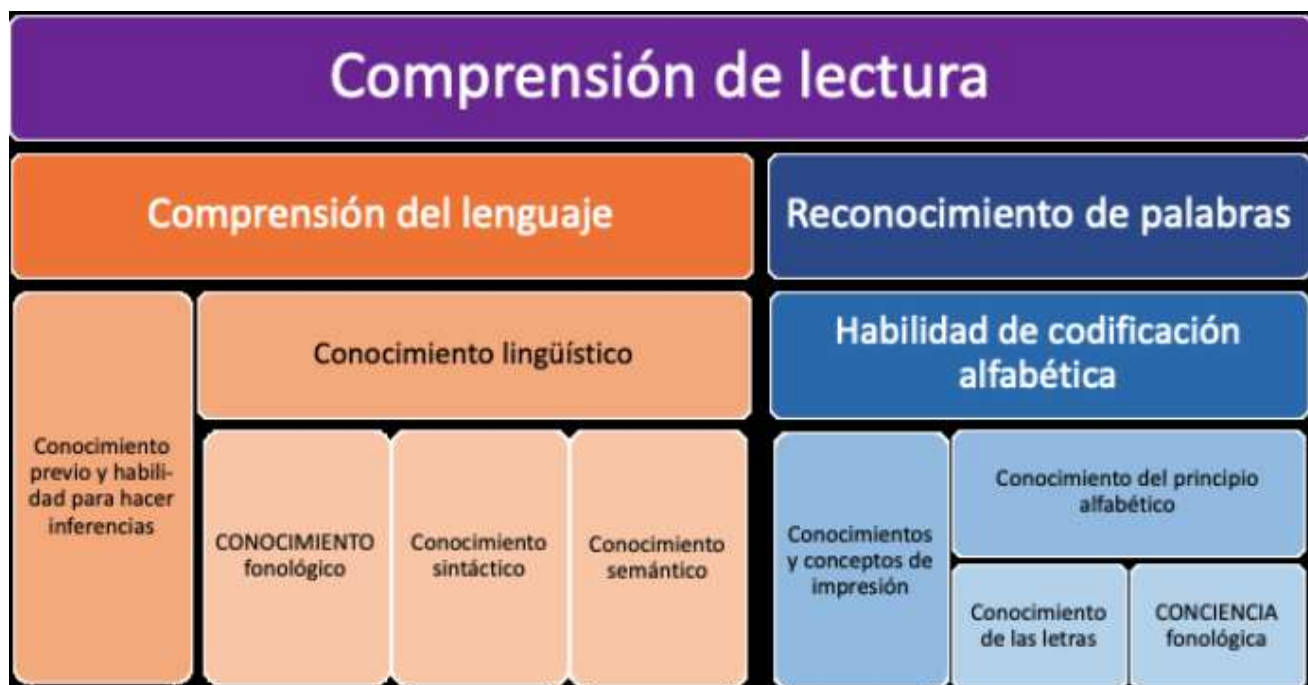 Comprensión de lectura
Comprensión del lenguaje
Reconocimiento de palabras
Conocimiento
previo y habili-
dad para hacer
inferencias
Conocimiento lingüístico
CONOCIMIENTO
fonológico
Conocimiento
sintáctico
Conocimiento
semántico
Habilidad de codificación
alfabética
Conocimientos
y conceptos de
impresión
Conocimiento del principio
alfabético
Conocimiento
de las letras
CONCIENCIA
fonológica